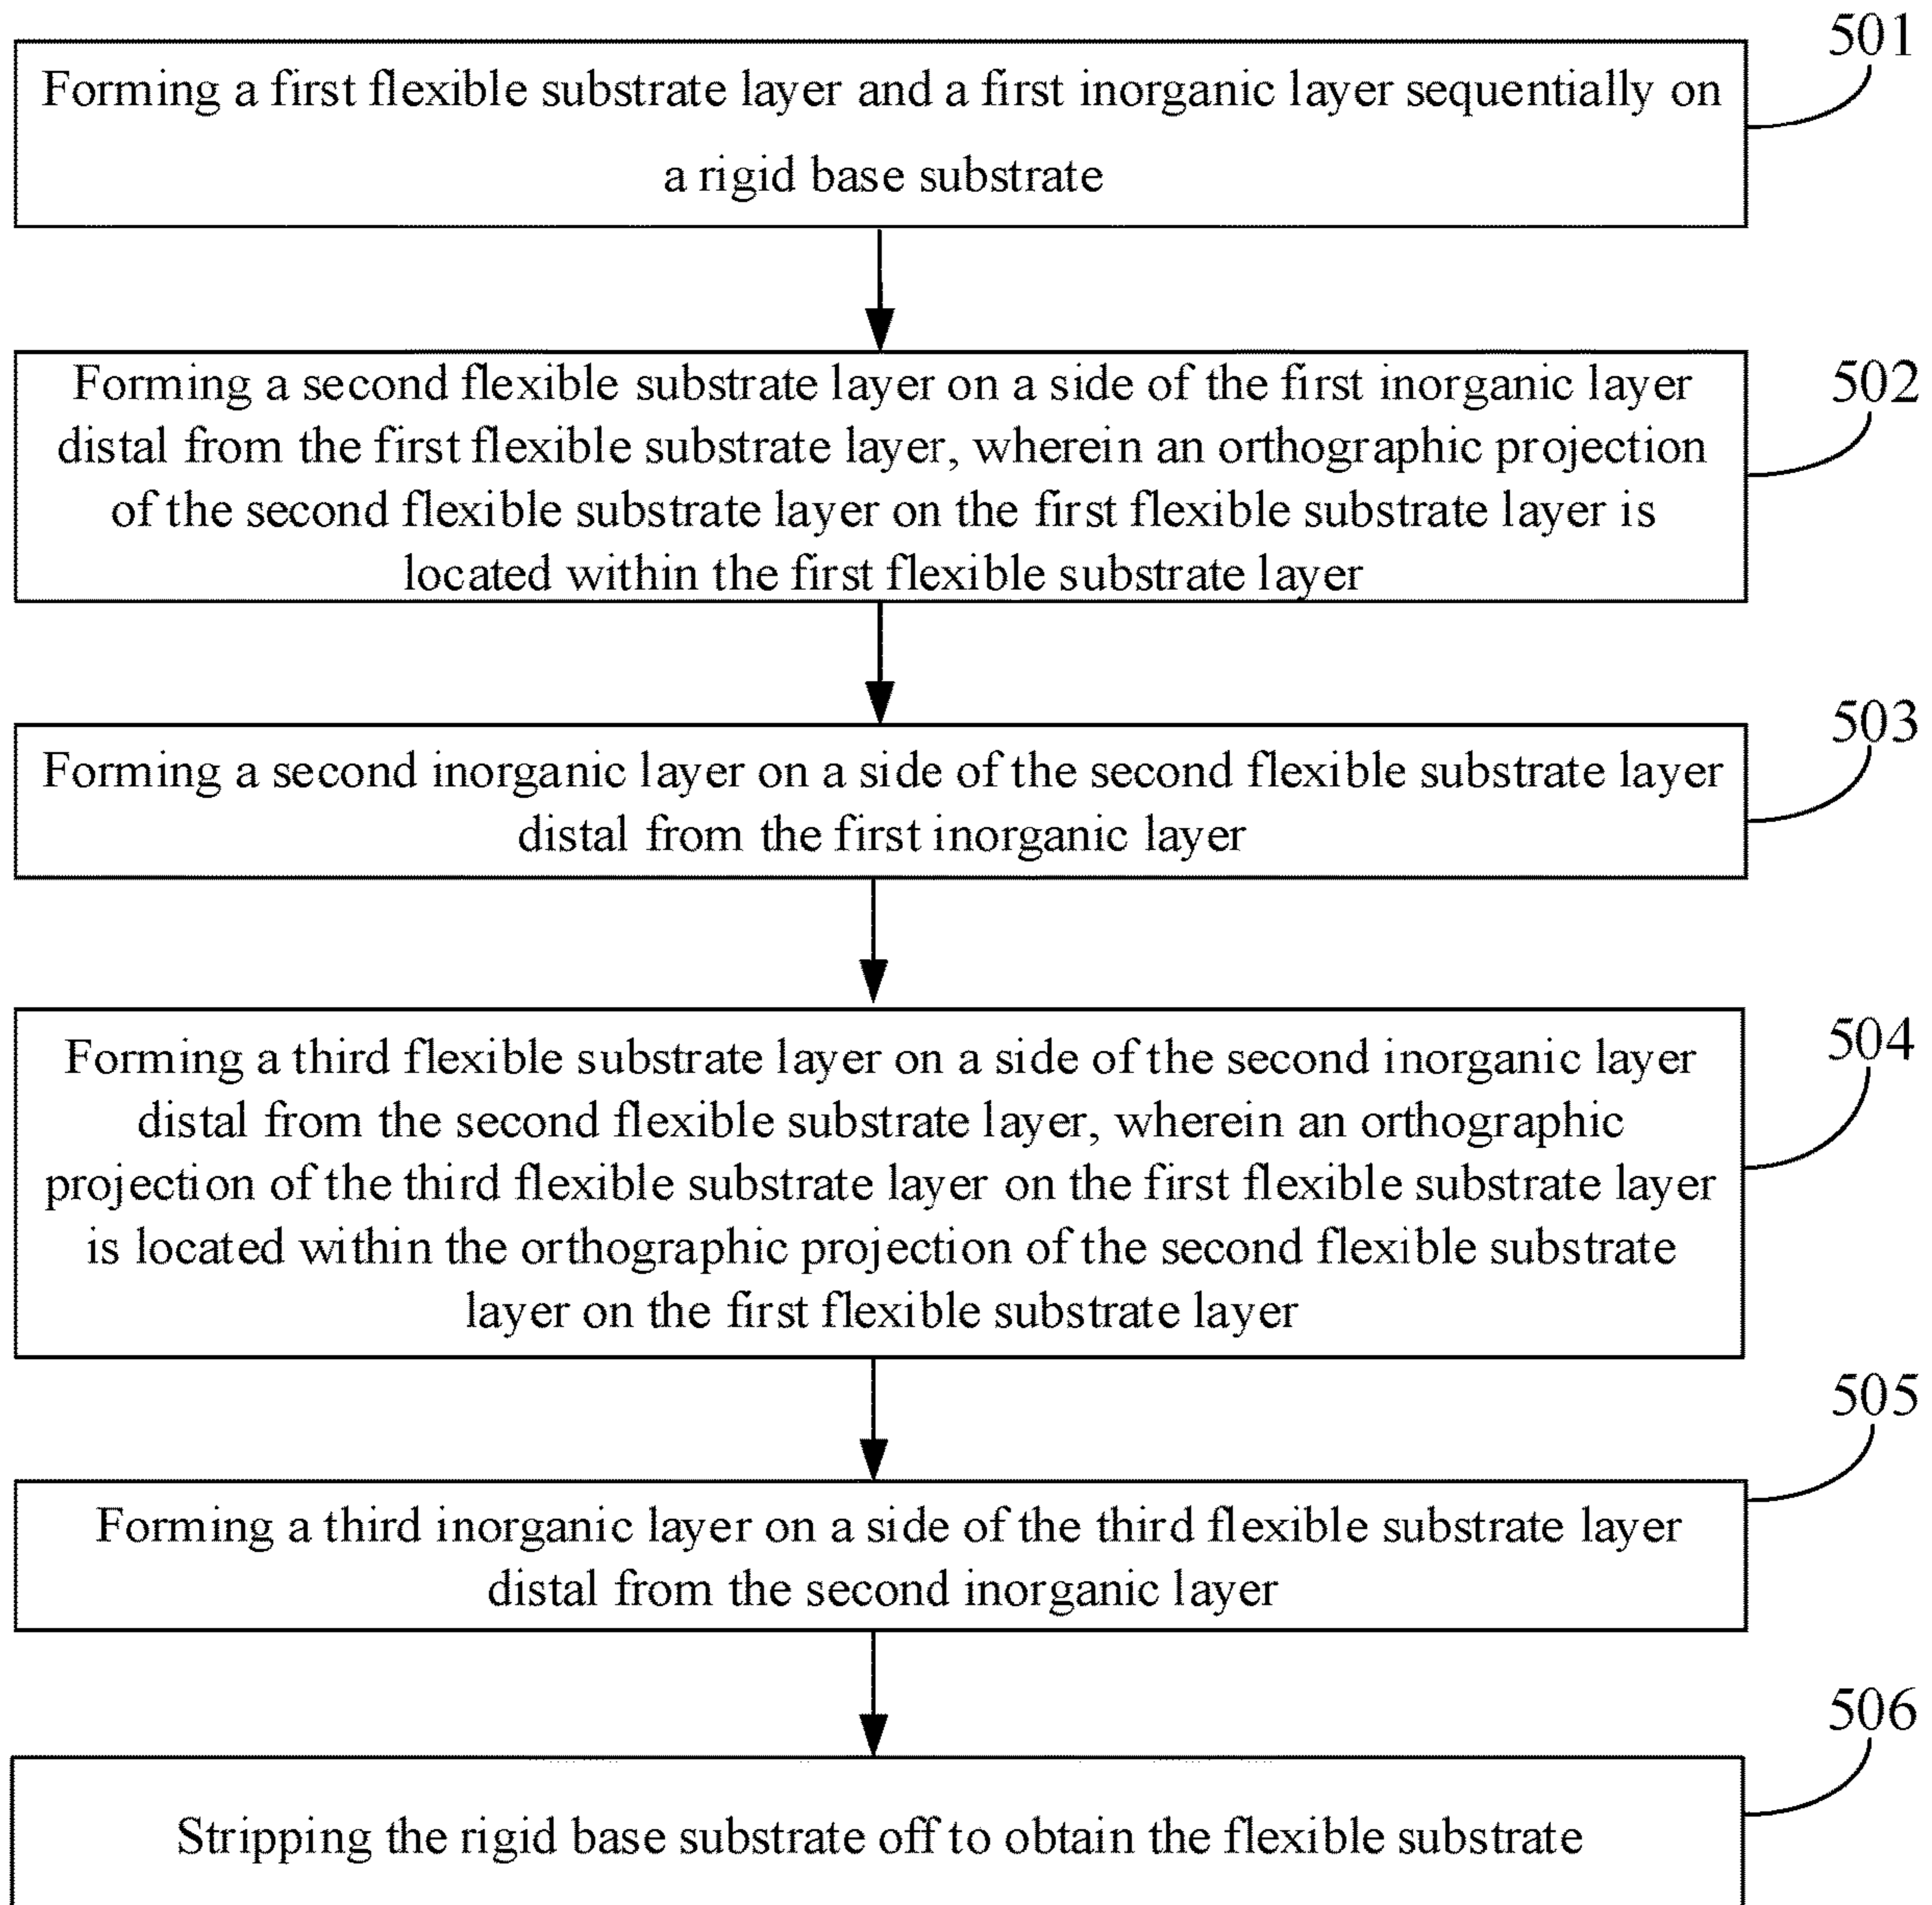 501
Forming a first flexible substrate layer and a first inorganic layer sequentially on
a rigid base substrate
502
Forming a second flexible substrate layer on a side of the first inorganic layer
distal from the first flexible substrate layer, wherein an orthographic projection
of the second flexible substrate layer on the first flexible substrate layer is
located within the first flexible substrate layer
503
Forming a second inorganic layer on a side of the second flexible substrate layer
distal from the first inorganic layer
504
Forming a third flexible substrate layer on a side of the second inorganic layer
distal from the second flexible substrate layer, wherein an orthographic
projection of the third flexible substrate layer on the first flexible substrate layer
is located within the orthographic projection of the second flexible substrate
layer on the first flexible substrate layer
505
Forming a third inorganic layer on a side of the third flexible substrate layer
distal from the second inorganic layer
506
Stripping the rigid base substrate off to obtain the flexible substrate